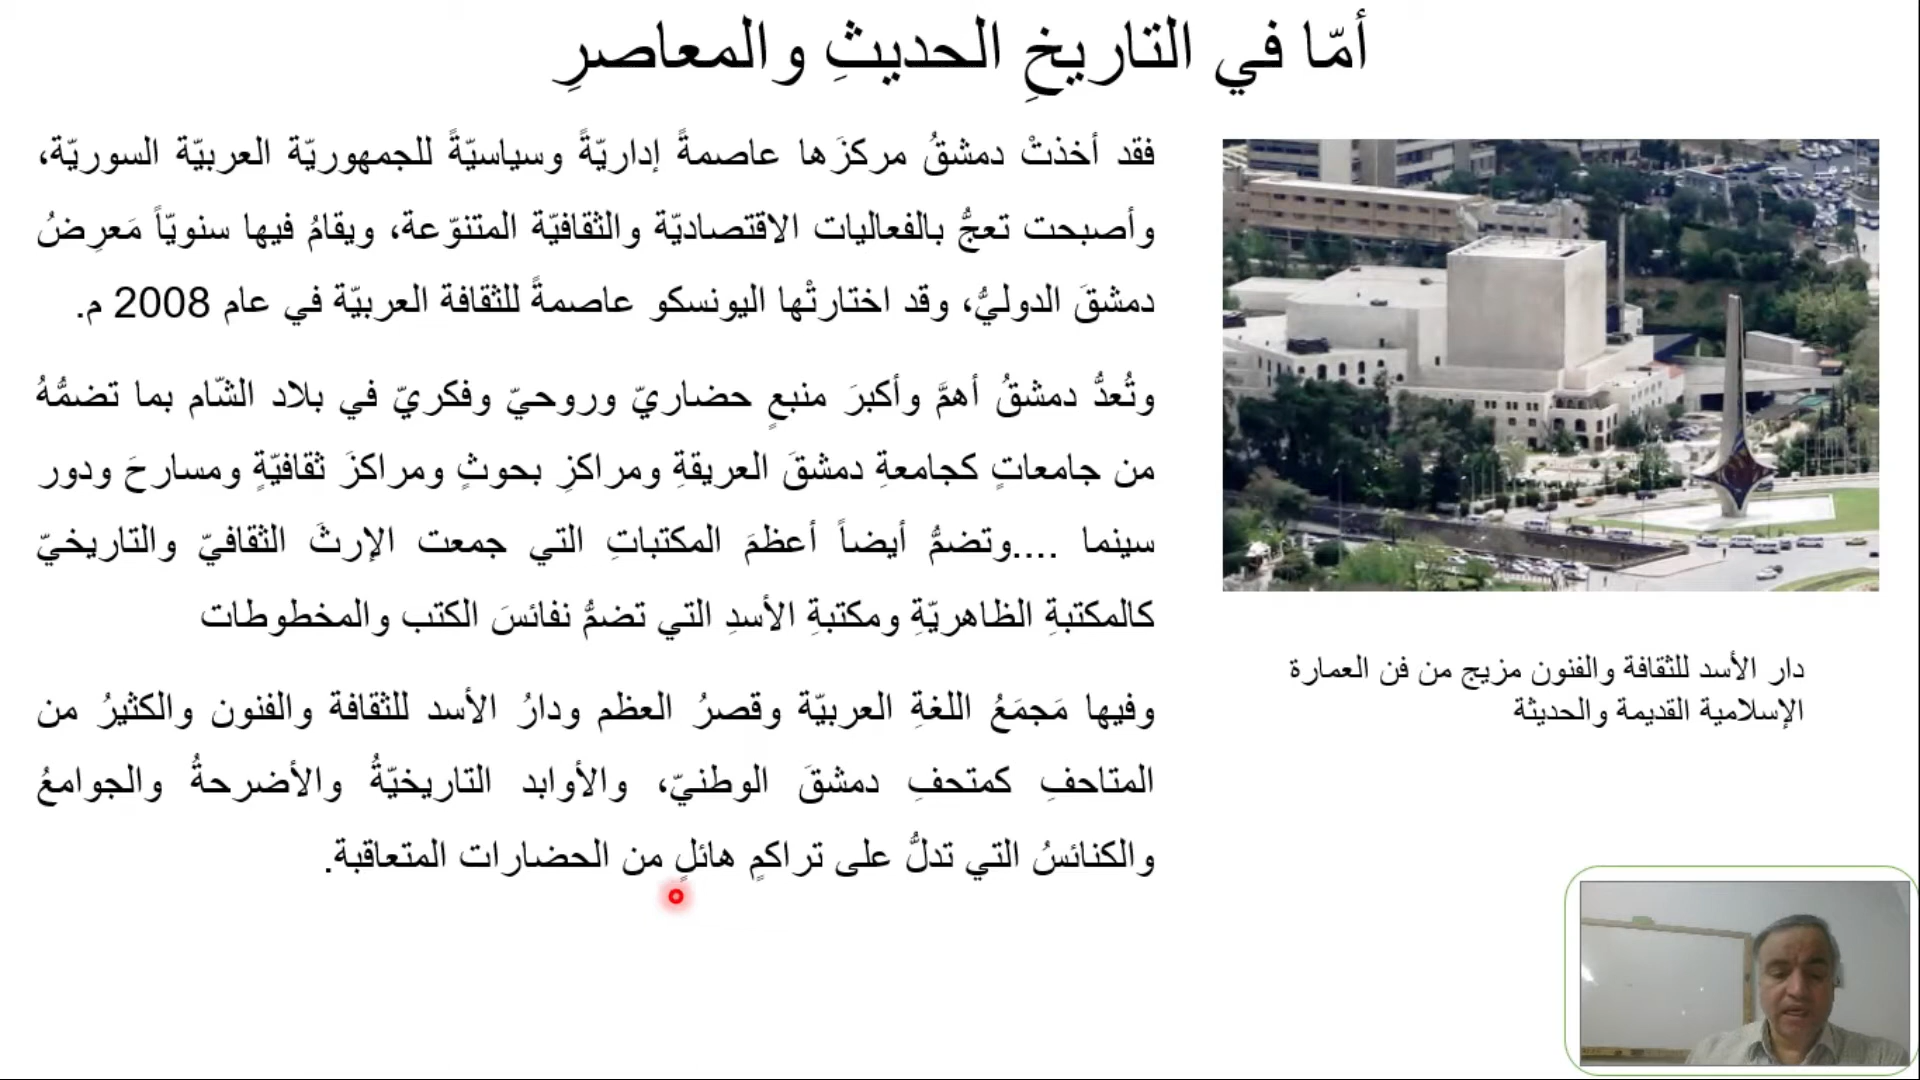 أمّا في التاريخِ الحديثِ والمعاصرِ
فقد أخذتْ دمشقُ مركزَها عاصمةً إداريّةً وسياسيّةً للجمهوريّة العربيّة السوريّة،
وأصبحت تعجُّ بالفعاليات الاقتصاديّة والثقافيّة المتنوّعة، ويقامُ فيها سنويّاً مَعرِضُ
دمشقَ الدوليُّ، وقد اختارتْها اليونسكو عاصمةً للثقافة العربيّة في عام 2008 م.
وتُعدُّ دمشقُ أهمَّ وأكبرَ منبعٍ حضاريّ وروحيّ وفكريّ في بلاد الشّام بما تضمُّهُ
من جامعاتٍ كجامعةِ دمشقَ العريقةِ ومراكزِ بحوثٍ ومراكزَ ثقافيّةٍ ومسارحَ ودور
سينما ....وتضمُّ أيضاً أعظمَ المكتباتِ التي جمعت الإرثَ الثقافيّ والتاريخيّ
كالمكتبةِ الظاهريّةِ ومكتبةِ الأسدِ التي تضمُّ نفائسَ الكتب والمخطوطات
وفيها مَجمَعُ اللغةِ العربيّة وقصرُ العظم ودارُ الأسد للثقافة والفنون والكثيرُ من
المتاحفِ كمتحفِ دمشقَ الوطنيّ، والأوابد التاريخيّةُ والأضرحةُ والجوامعُ
والكنائسُ التي تدلُّ على تراكمٍ هائلٍ من الحضارات المتعاقبة.
دار الأسد للثقافة والفنون مزيج من فن العمارة
الإسلامية القديمة والحديثة